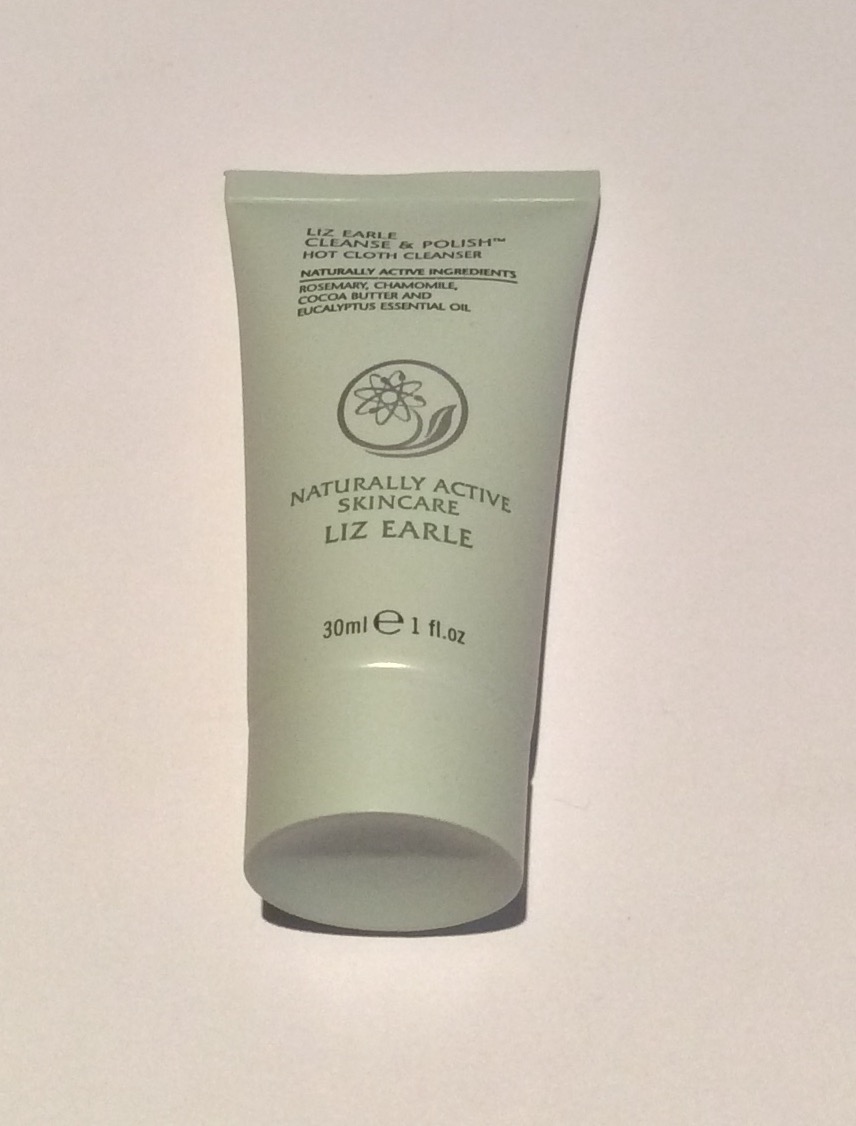 LIZ EARLE
CLEANSE & POLISH™
HOT CLOTH CLEANSER
NATURALLY ACTIVE INGREDIENTS
ROSEMARY, CHAMOMILE,
COCOA BUTTER AND
EUCALYPTUS ESSENTIAL OIL
NATURALLY ACTIVE
SKINCARE
LIZ EARLE
30ml ℮ 1 fl.oz